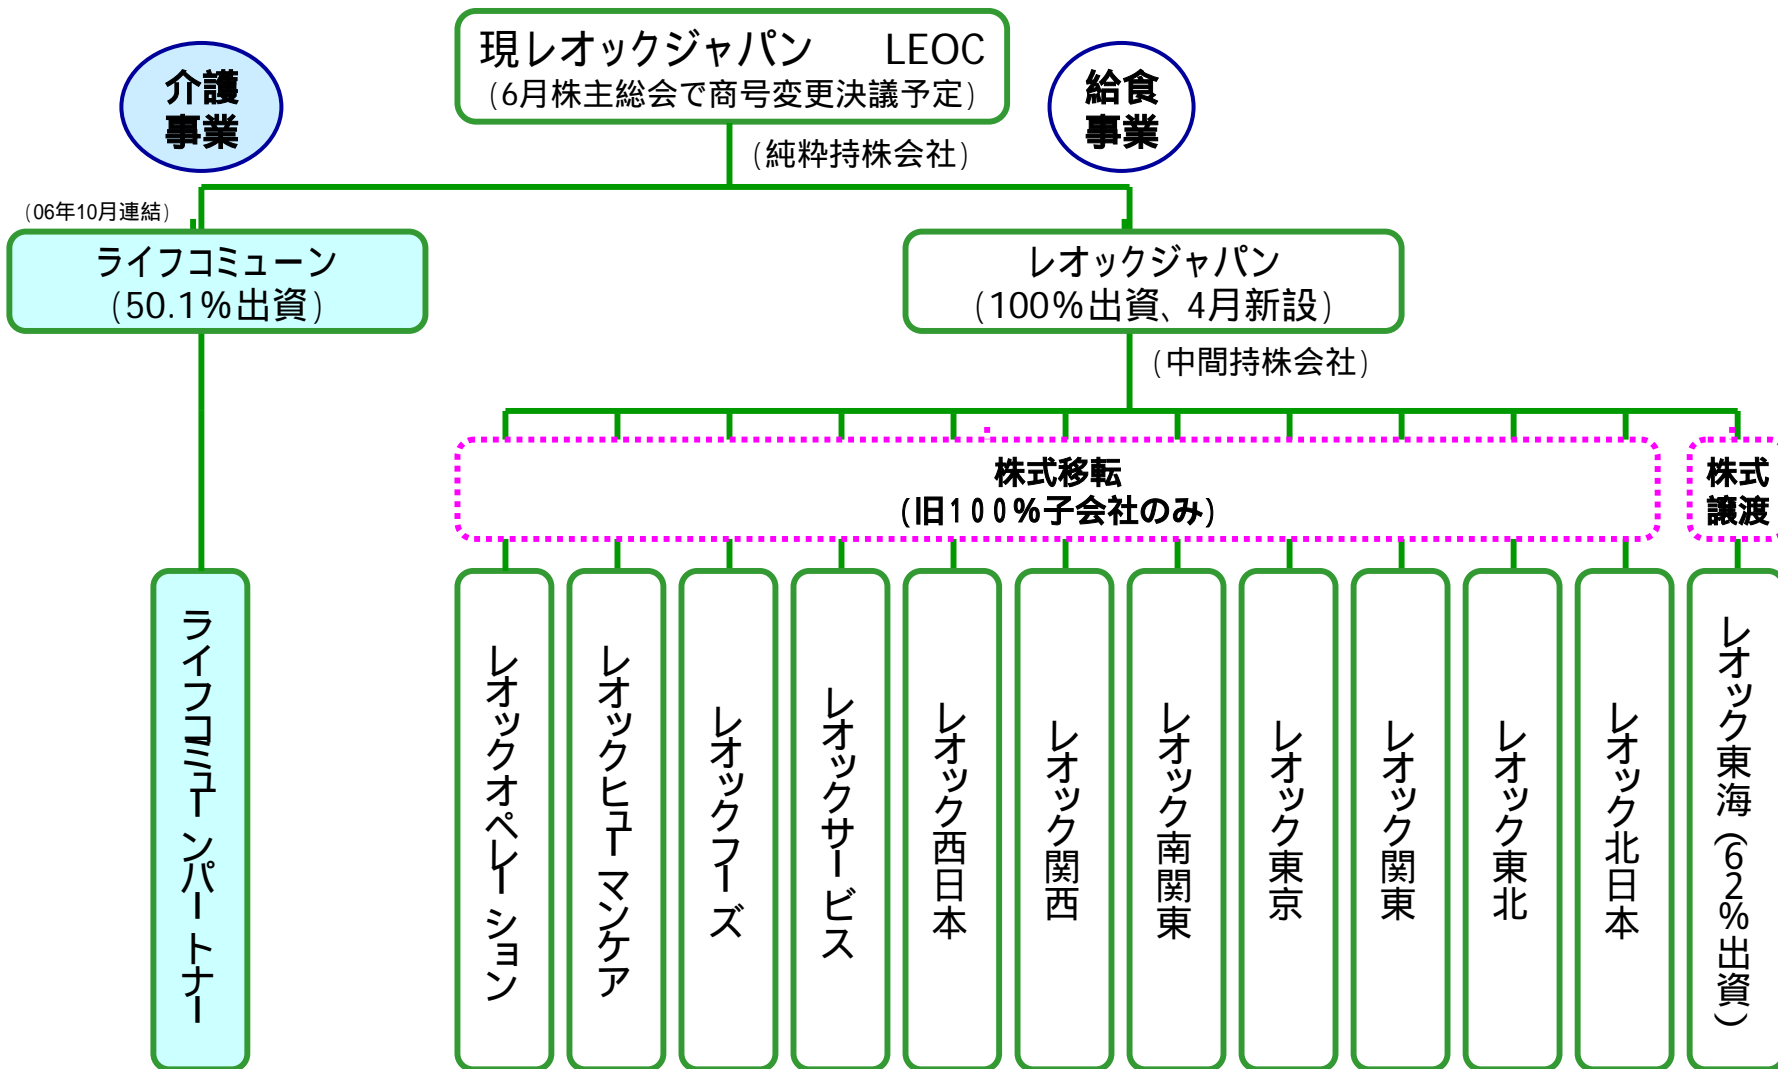 現レオックジャパン　　LEOC
(6月株主総会で商号変更決議予定)
介護
事業
給食
事業
(純粋持株会社)
(06年10月連結)
ライフコミューン
(50.1%出資)
レオックジャパン
(100%出資、4月新設)
(中間持株会社)
株式移転
(旧100%子会社のみ)
株式
譲渡
ライフコミューンパートナー
レオックオペレーション
レオックヒューマンケア
レオックフーズ
レオックサービス
レオック西日本
レオック関西
レオック南関東
レオック東京
レオック関東
レオック東北
レオック北日本
レオック東海(62%出資)